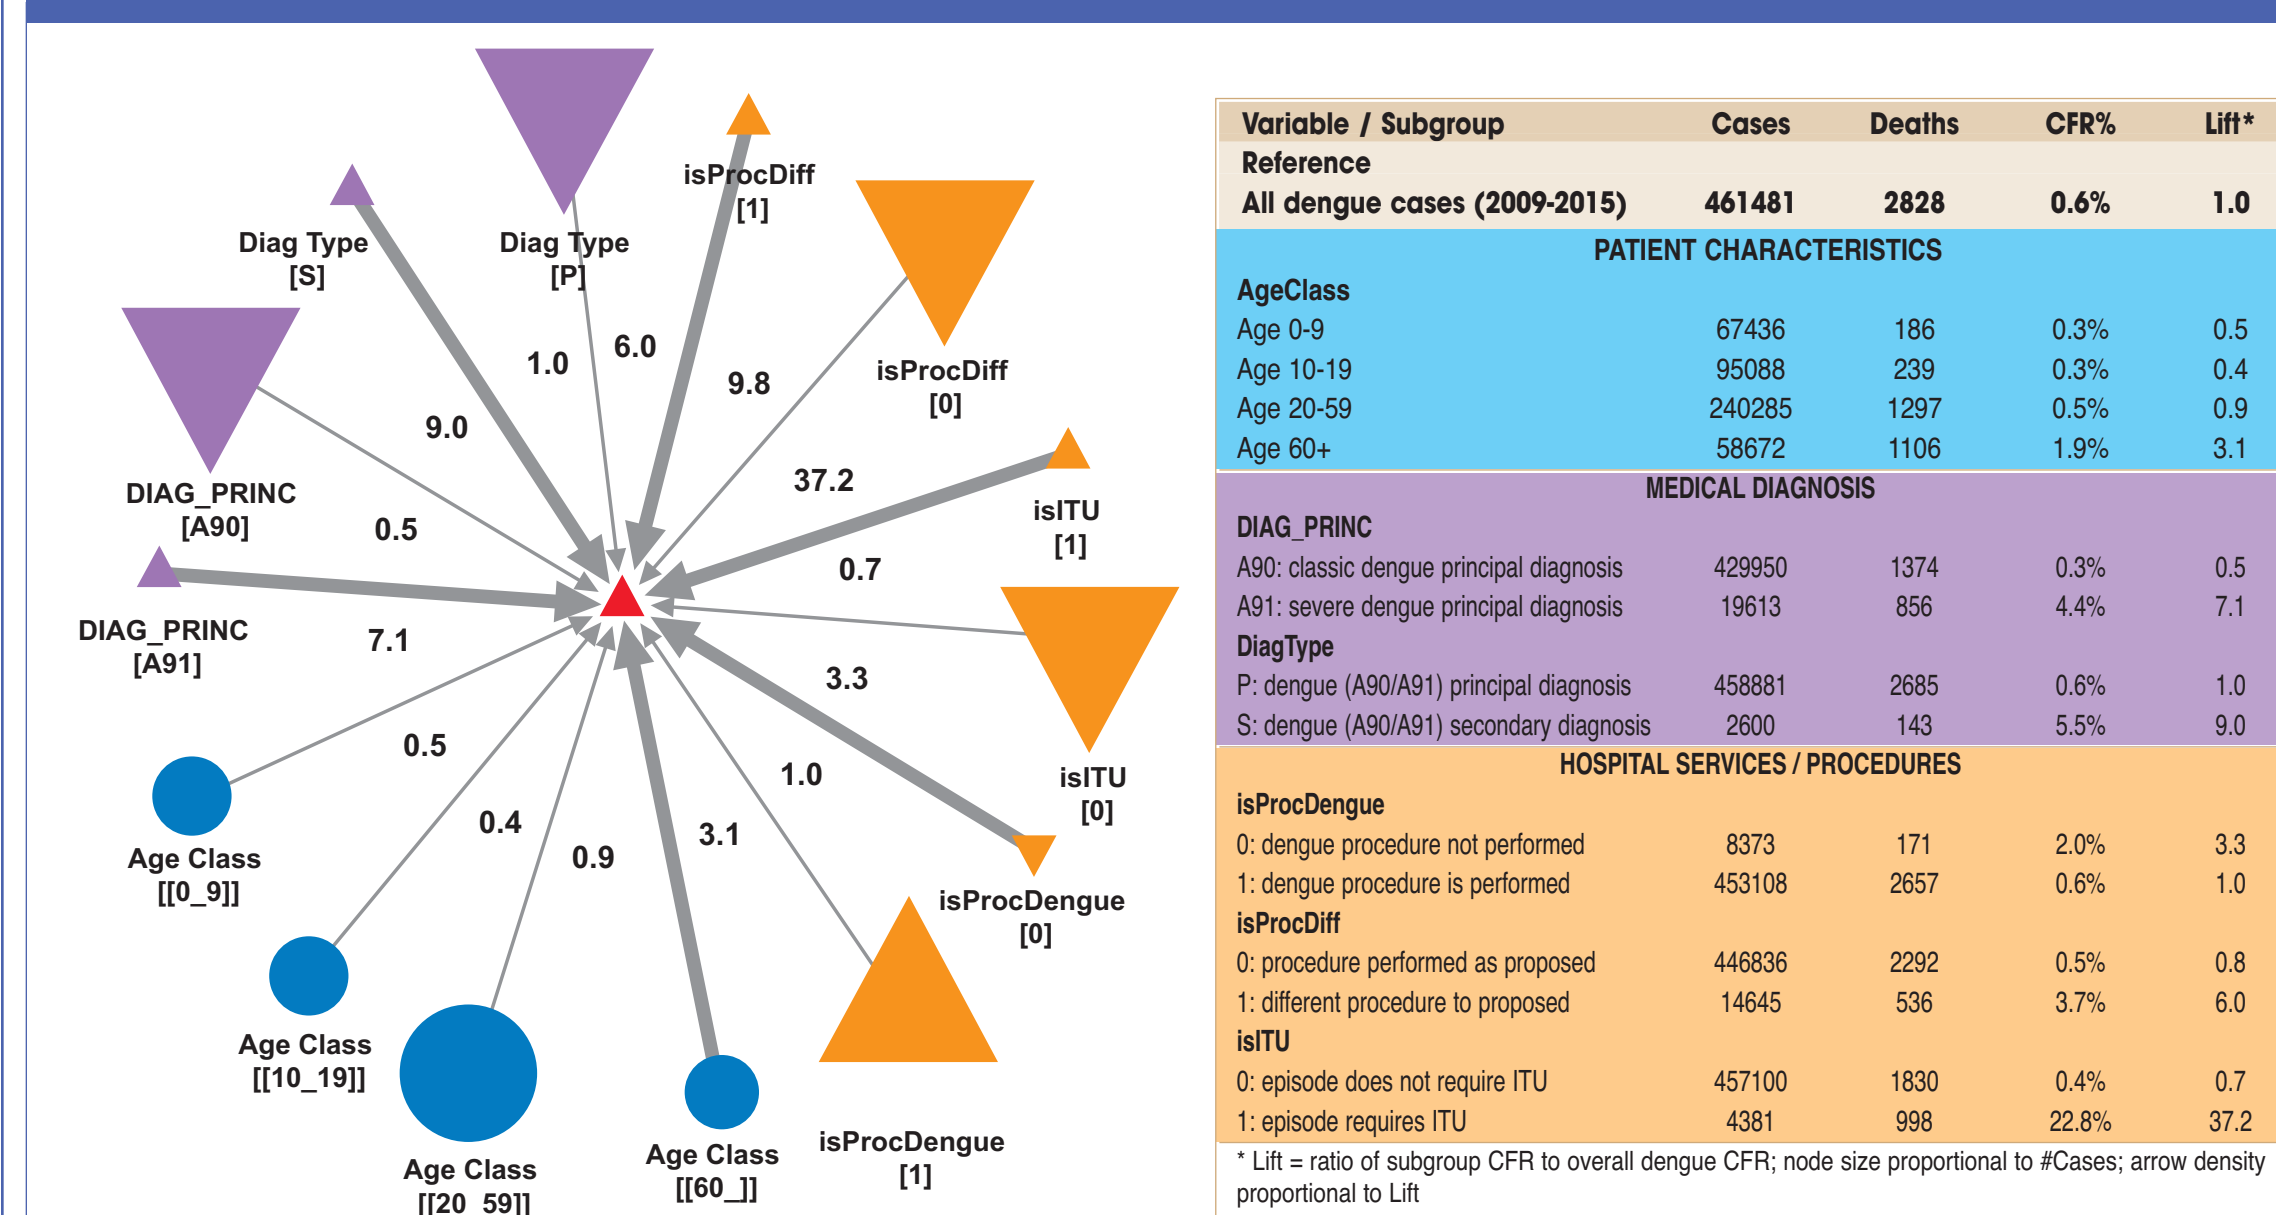 isProcDiff
[1]
Diag Type
[S]
Diag Type
[P]
isProcDiff
[0]
1.0
6.0
9.8
9.0
37.2
DIAG_PRINC
[A90]
0.5
isITU
[1]
0.7
DIAG_PRINC
[A91]
7.1
3.3
0.5
1.0
isITU
[0]
0.4
0.9
3.1
Age Class
[[0_9]]
isProcDengue
[0]
Age Class
[[10_19]]
Age Class
[[20_59]]
Age Class
[[60_]]
isProcDengue
[1]
Variable / Subgroup Cases Deaths CFR% Lift*
Reference
All dengue cases (2009-2015) 461481 2828 0.6% 1.0
PATIENT CHARACTERISTICS
AgeClass
Age 0-9 67436 186 0.3% 0.5
Age 10-19 95088 239 0.3% 0.4
Age 20-59 240285 1297 0.5% 0.9
Age 60+ 58672 1106 1.9% 3.1
MEDICAL DIAGNOSIS
DIAG_PRINC
A90: classic dengue principal diagnosis 429950 1374 0.3% 0.5
A91: severe dengue principal diagnosis 19613 856 4.4% 7.1
DiagType
P: dengue (A90/A91) principal diagnosis 458881 2685 0.6% 1.0
S: dengue (A90/A91) secondary diagnosis 2600 143 5.5% 9.0
HOSPITAL SERVICES / PROCEDURES
isProcDengue
0: dengue procedure not performed 8373 171 2.0% 3.3
1: dengue procedure is performed 453108 2657 0.6% 1.0
isProcDiff
0: procedure performed as proposed 446836 2292 0.5% 0.8
1: different procedure to proposed 14645 536 3.7% 6.0
isITU
0: episode does not require ITU 457100 1830 0.4% 0.7
1: episode requires ITU 4381 998 22.8% 37.2
* Lift = ratio of subgroup CFR to overall dengue CFR; node size proportional to #Cases; arrow density
proportional to Lift